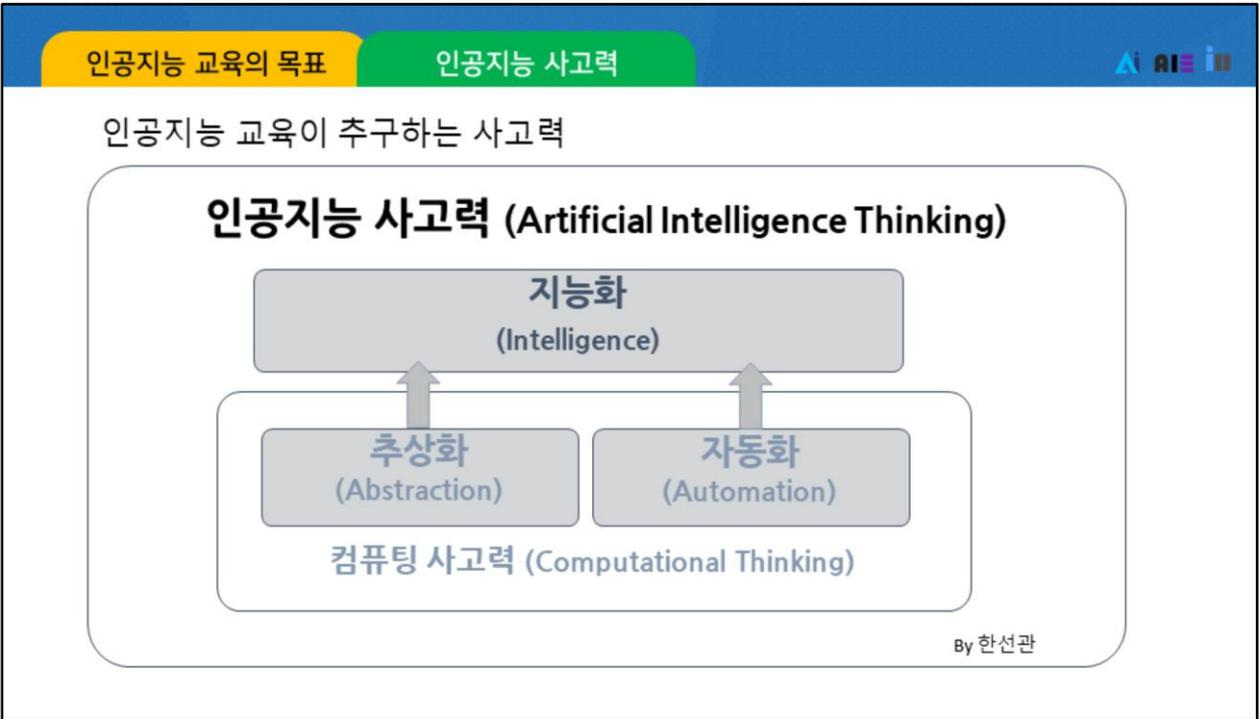 인공지능 교육의 목표
인공지능 사고력
Ai AIE
인공지능 교육이 추구하는 사고력
인공지능 사고력 (Artificial Intelligence Thinking)
지능화
(Intelligence)
추상화
(Abstraction)
자동화
(Automation)
컴퓨팅 사고력 (Computational Thinking)
By 한선관